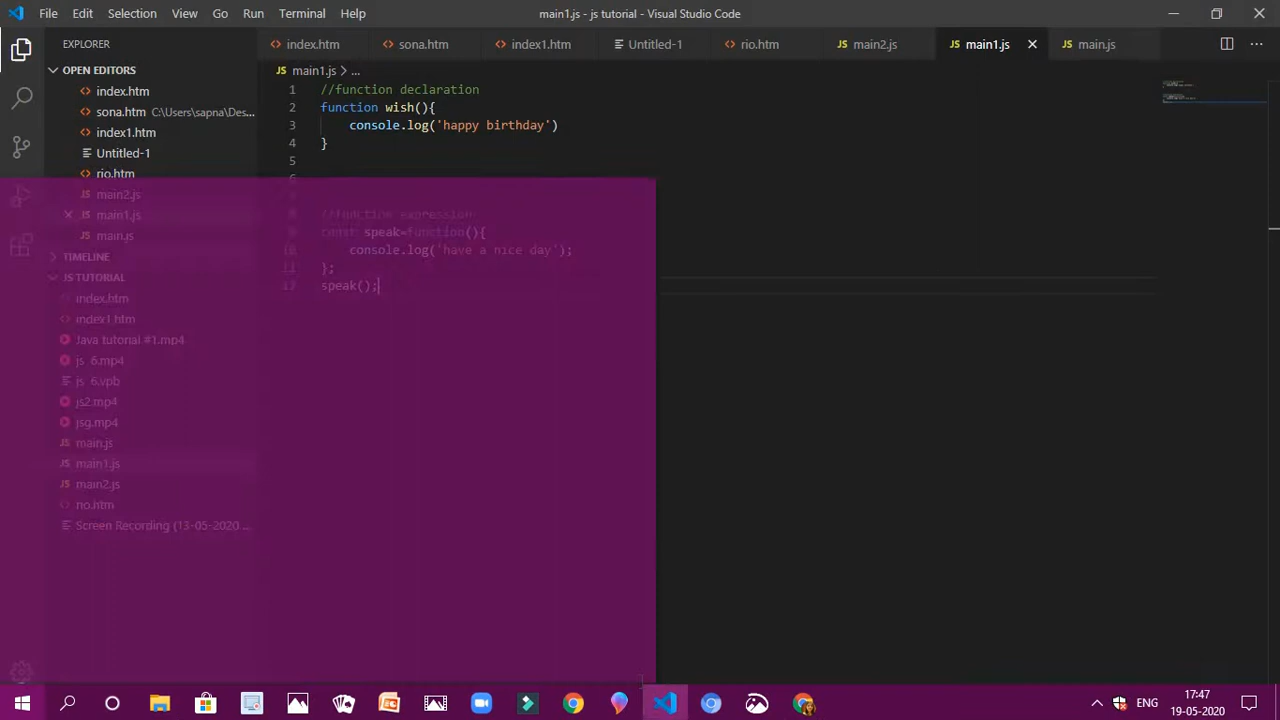 File Edit Selection View Go Run Terminal Help
main1.js - js tutorial - Visual Studio Code
EXPLORER
index.htm
sona.htm
index1.htm
Untitled-1
rio.htm
main2.js
main1.js
main.js
OPEN EDITORS
index.htm
sona.htm C:\Users\sapna\Des...
index1.htm
Untitled-1
rio.htm
main2.js
main1.js
main.js
TIMELINE
JS TUTORIAL
index.htm
index1.htm
Java tutorial #1.mp4
js 6.mp4
js 6.vpb
js2.mp4
jsg.mp4
main.js
main1.js
main2.js
rio.htm
Screen Recording (13-05-2020 ...
JS main1.js > ...
1 //function declaration
2 function wish(){
3 console.log('happy birthday')
4 }
5
6
8 //function expression
9 const speak=function(){
10 console.log('have a nice day');
11 };
12 speak();
ENG
17:47
19-05-2020